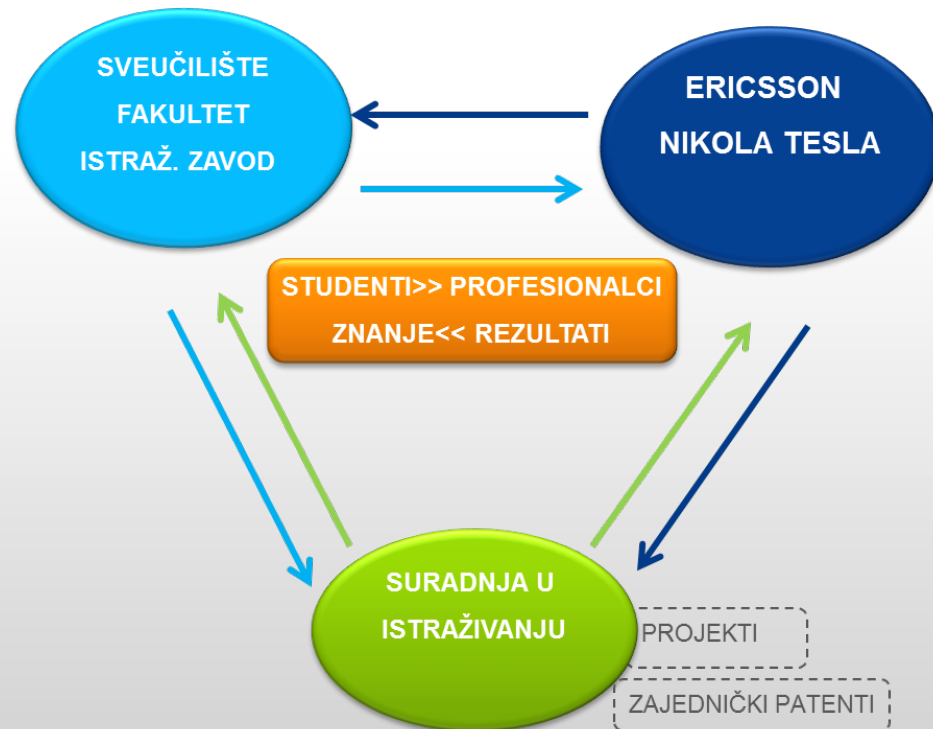 SVEUČILIŠTE
FAKULTET
ISTRAŽ. ZAVOD
ERICSSON
NIKOLA TESLA
STUDENTI>> PROFESIONALCI
ZNANJE<< REZULTATI
SURADNJA U
ISTRAŽIVANJU
PROJEKTI
ZAJEDNIČKI PATENTI